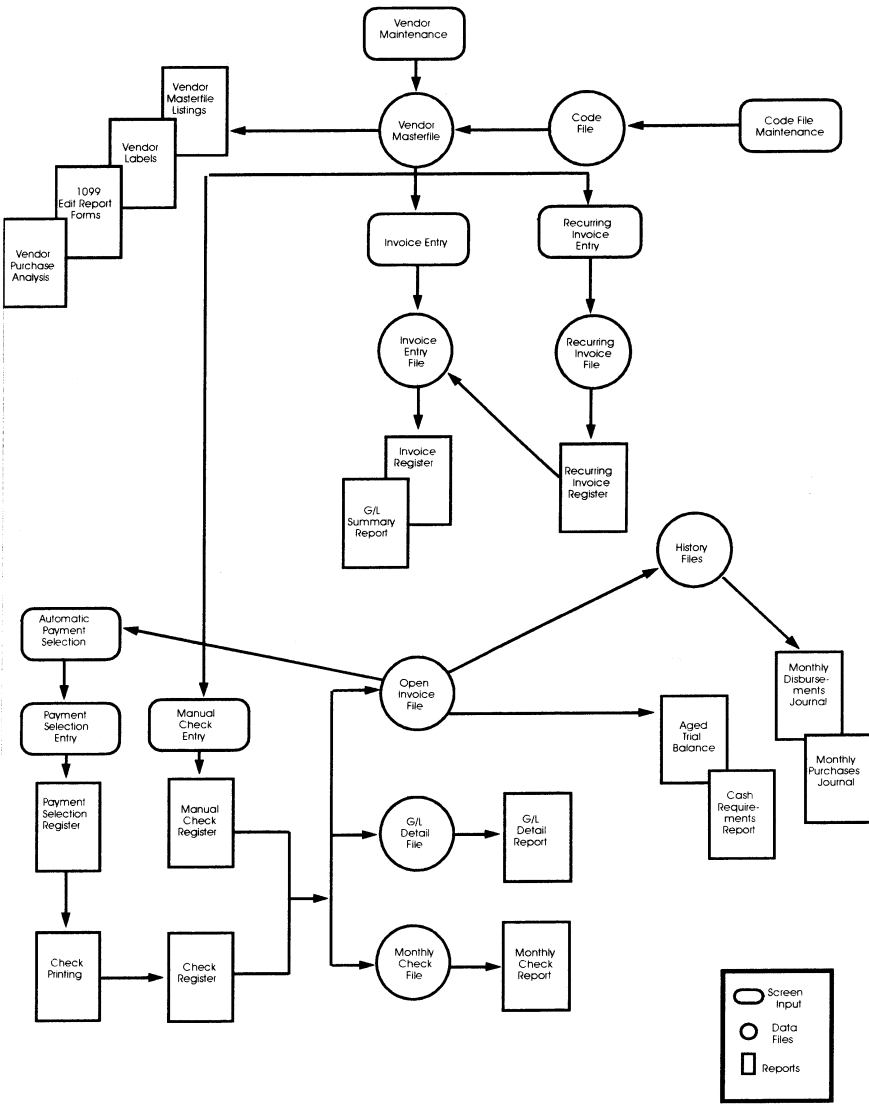 Vendor
Maintenance
Vendor
Masterfile
Listings
Vendor
Masterfile
Code
File
Code File
Maintenance
Vendor
Labels
1099
Edit Report
Forms
Vendor
Purchase
Analysis
Invoice Entry
Recurring
Invoice
Entry
Invoice
Entry
File
Recurring
Invoice File
Invoice
Register
G/L
Summary
Report
Recurring
Invoice
Register
History
Files
Automatic
Payment
Selection
Open
Invoice
File
Monthly
Disburse-
ments
Journal
Payment
Selection
Entry
Manual
Check
Entry
Aged
Trial
Balance
Monthly
Purchases
Journal
Payment
Selection
Register
Manual
Check
Register
G/L
Detail
File
G/L
Detail
Report
Cash
Require-
ments
Report
Check
Printing
Check
Register
Monthly
Check
File
Monthly
Check
Report
Screen
Input
Data
Files
Reports